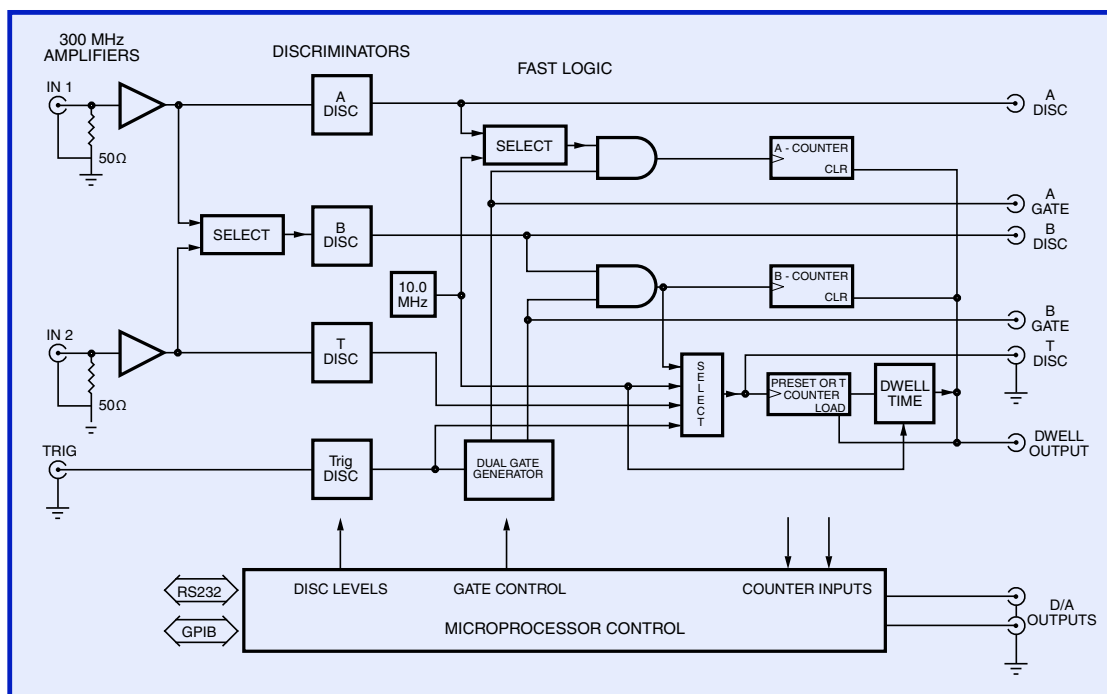 300 MHz
AMPLIFIERS
DISCRIMINATORS
FAST LOGIC
IN 1
50Ω
A
DISC
A
DISC
SELECT
A - COUNTER
CLR
A
GATE
SELECT
B
DISC
B
DISC
10.0
MHz
B - COUNTER
CLR
B
GATE
IN 2
50Ω
T
DISC
SELECT
T
DISC
PRESET OR T
COUNTER
LOAD
DWELL
TIME
TRIG
Trig
DISC
DUAL GATE
GENERATOR
DWELL
OUTPUT
RS232
DISC LEVELS
GATE CONTROL
COUNTER INPUTS
GPIB
MICROPROCESSOR CONTROL
D/A
OUTPUTS